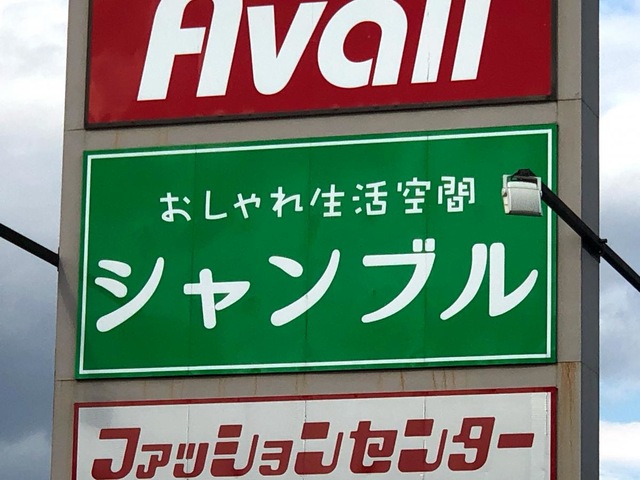 Avail
おしゃれ生活空間
シャンブル
ファッションセンター